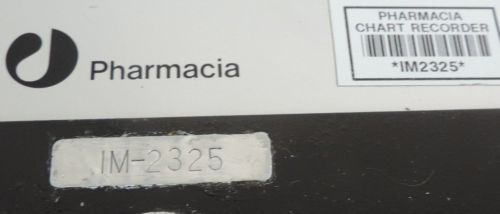 PHARMACIA
CHART RECORDER
*IM2325*
Pharmacia
IM-2325